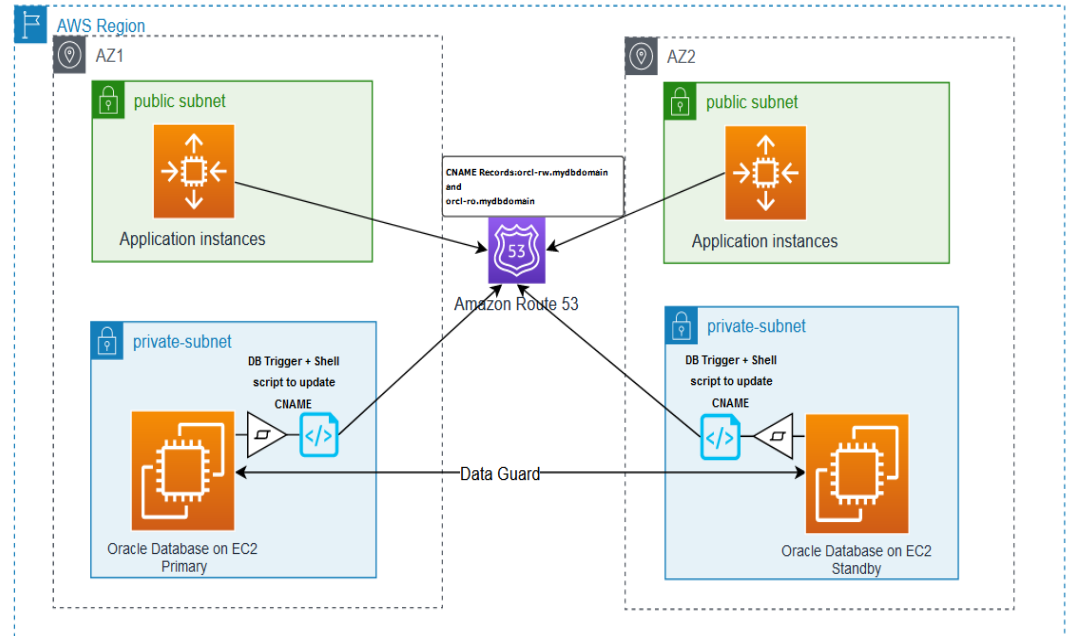 AWS Region
AZ1
public subnet
Application instances
private-subnet
DB Trigger + Shell
script to update
CNAME
</>
Oracle Database on EC2
Primary
CNAME Records:orcl-rw.mydbdomain
and
orcl-ro.mydbdomain
53
Amazon Route 53
Data Guard
AZ2
public subnet
Application instances
private-subnet
DB Trigger + Shell
script to update
CNAME
</>
Oracle Database on EC2
Standby